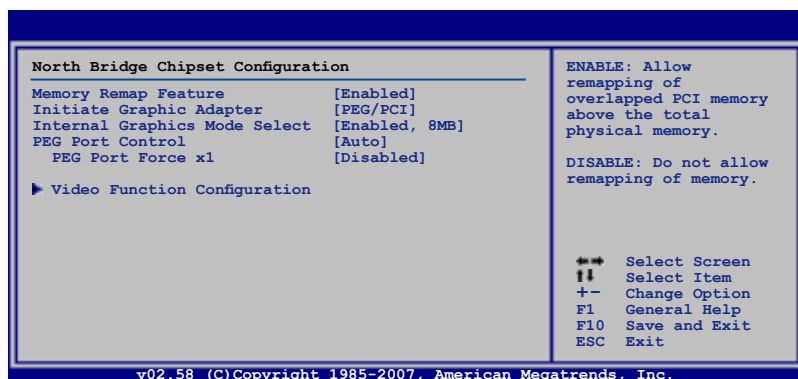 North Bridge Chipset Configuration
Memory Remap Feature [Enabled]
Initiate Graphic Adapter [PEG/PCI]
Internal Graphics Mode Select [Enabled, 8MB]
PEG Port Control [Auto]
PEG Port Force x1 [Disabled]
Video Function Configuration
ENABLE: Allow
remapping of
overlapped PCI memory
above the total
physical memory.
DISABLE: Do not allow
remapping of memory.
Select Screen
Select Item
+- Change Option
F1 General Help
F10 Save and Exit
ESC Exit
v02.58 (C)Copyright 1985-2007, American Megatrends, Inc.